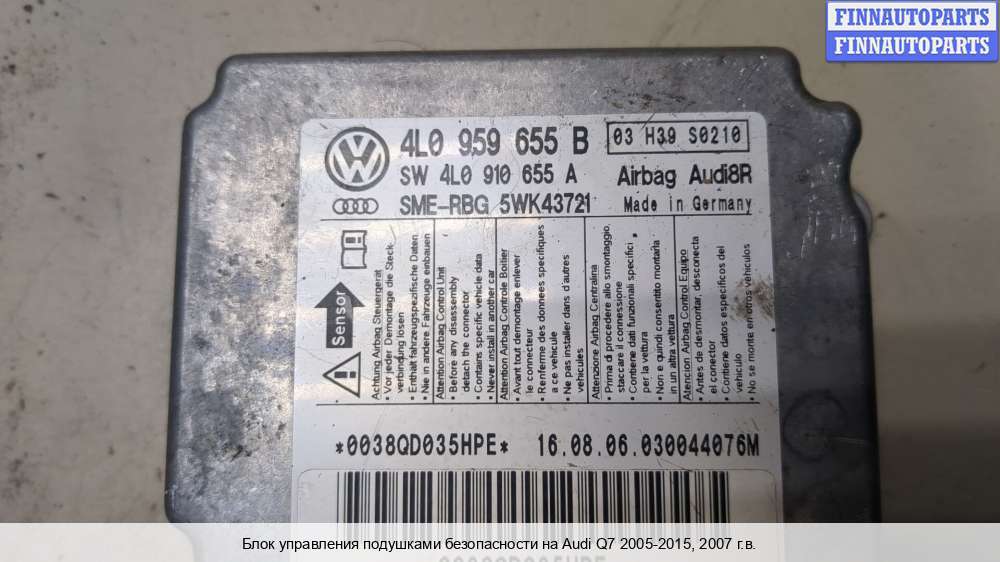 FINNAUTOPARTS
FINNAUTOPARTS
4L0 959 655 B
03 H39 S0210
SW 4L0 910 655 A
Airbag Audi8R
SME-RBG 5WK43721
Made in Germany
Sensor
Achtung Airbag Steuergerät
• Vor jeder Demontage die Steck
verbindung lösen
• Enthält fahrzeugspezifische Daten
• Nie in andere Fahrzeuge einbauen
Attention Airbag Control Unit
• Before any disassembly
detach the connector
• Contains specific vehicle data
• Never install in another car
Attention Airbag Controle Boitier
• Avant tout demontage enlever
le connecteur
• Renferme des donnees specifiques
a ce vehicule
• Ne pas installer dans d'autres
vehicules
Attenzione Airbag Centralina
• Prima di procedere allo smontaggio,
staccare il connessione
• Contiene dati funzionali specifici
per la vettura
• Non e quindi consentito montarla
in un altra vettura
Atencion Airbag Control Equipo
• Antes de desmontar, desconecta
el conector
• Contiene datos especificos del
vehiculo
• No se monte en otros vehiculos
*0038QD035HPE*
16.08.06.030044076M
Блок управления подушками безопасности на Audi Q7 2005-2015, 2007 г.в.